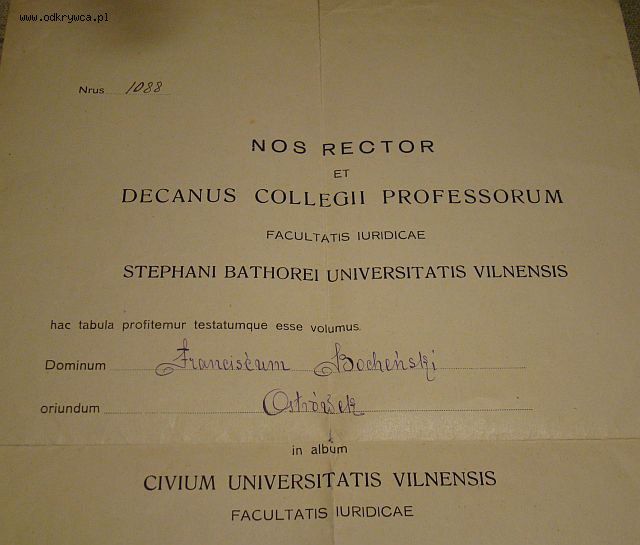 www.odkrywca.pl
Nrus 1088
NOS RECTOR
ET
DECANUS COLLEGII PROFESSORUM
FACULTATIS IURIDICAE
STEPHANI BATHOREI UNIVERSITATIS VILNENSIS
hac tabula profitemur testatumque esse volumus.
Dominum Franciscum Bocheński
oriundum Ostrówek
in album
CIVIUM UNIVERSITATIS VILNENSIS
FACULTATIS IURIDICAE